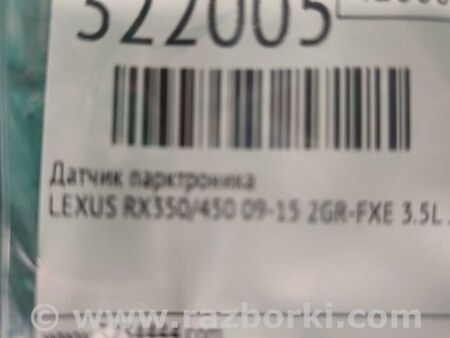 322005
Датчик парктроника
LEXUS RX350/450 09-15 2GR-FXE 3.5L
www.razborki.com